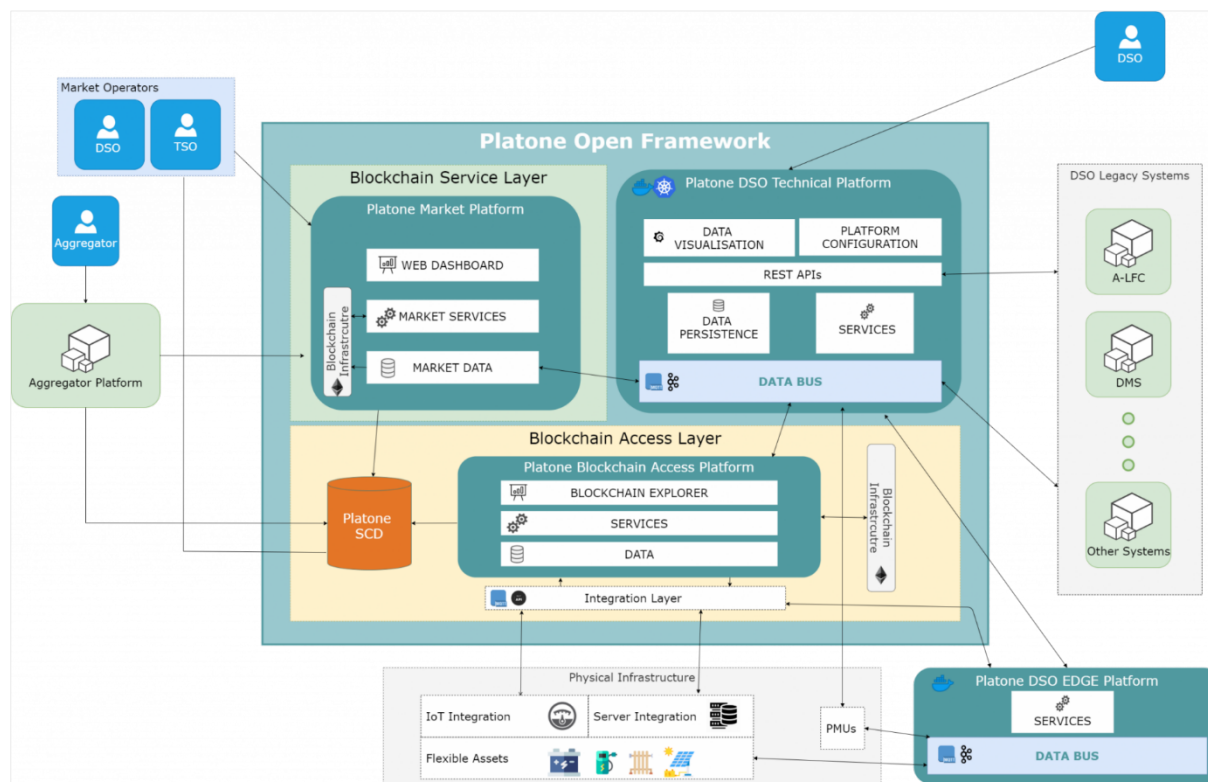 DSO
Market Operators
DSO
TSO
Aggregator
Aggregator Platform
Platone Open Framework
Blockchain Service Layer
Platone Market Platform
WEB DASHBOARD
MARKET SERVICES
MARKET DATA
Blockchain
Infrastrcutre
Platone DSO Technical Platform
DATA
VISUALISATION
PLATFORM
CONFIGURATION
REST APIs
DATA
PERSISTENCE
SERVICES
DATA BUS
DSO Legacy Systems
A-LFC
DMS
Other Systems
Blockchain Access Layer
Platone Blockchain Access Platform
BLOCKCHAIN EXPLORER
SERVICES
DATA
Platone
SCD
Blockchain
Infrastrcutre
Integration Layer
Physical Infrastructure
IoT Integration
Server Integration
Flexible Assets
PMUs
Platone DSO EDGE Platform
SERVICES
DATA BUS